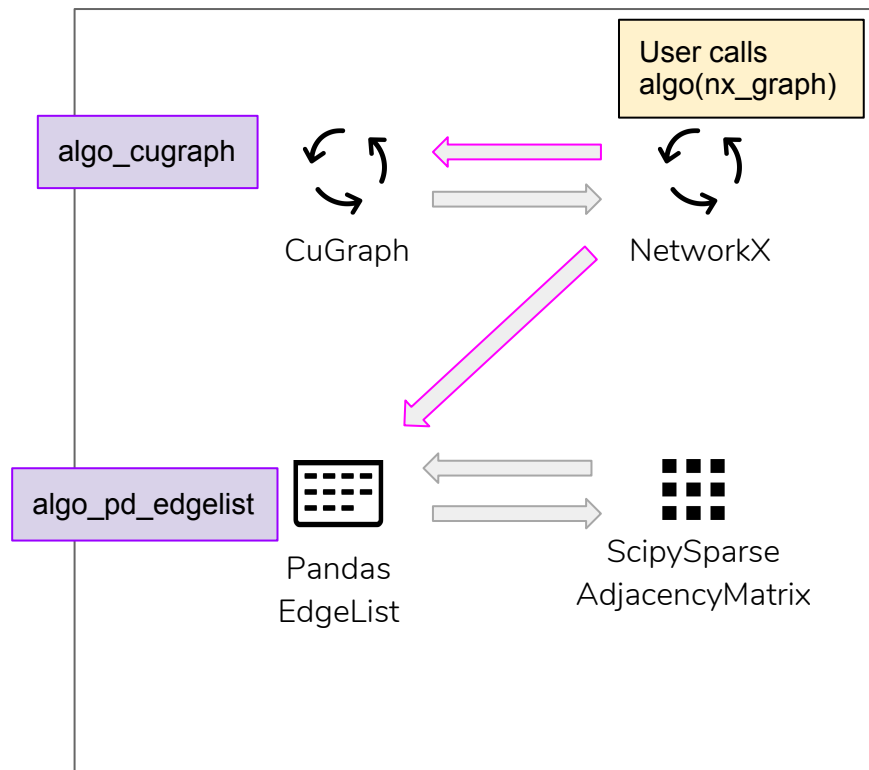 User calls
algo(nx_graph)
algo_cugraph
CuGraph
NetworkX
algo_pd_edgelist
Pandas
EdgeList
ScipySparse
AdjacencyMatrix